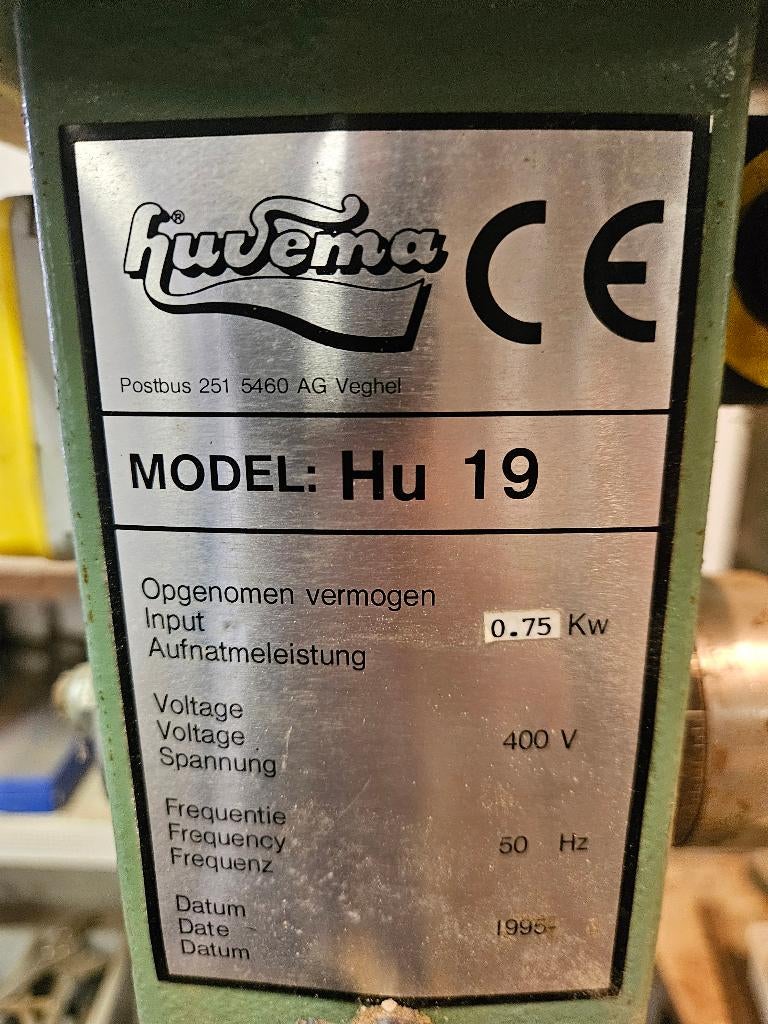 huvema®
CE
Postbus 251 5460 AG Veghel
MODEL: Hu 19
Opgenomen vermogen
Input 0.75 Kw
Aufnatmeleistung
Voltage
Voltage 400 V
Spannung
Frequentie
Frequency 50 Hz
Frequenz
Datum
Date 1995-
Datum